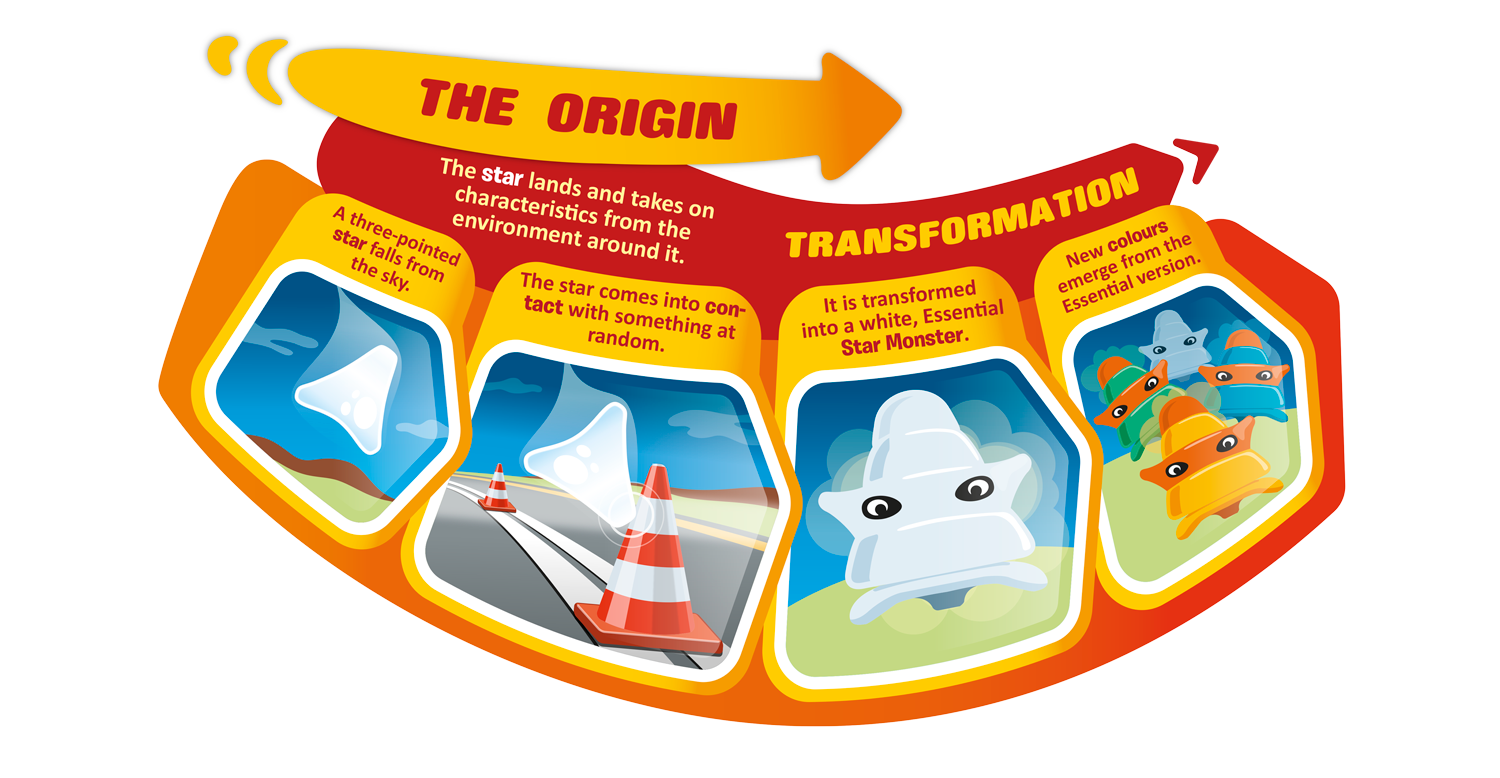 THE ORIGIN
The star lands and takes on
characteristics from the
environment around it.
TRANSFORMATION
A three-pointed
star falls from
the sky.
The star comes into con-
tact with something at
random.
It is transformed
into a white, Essential
Star Monster.
New colours
emerge from the
Essential version.